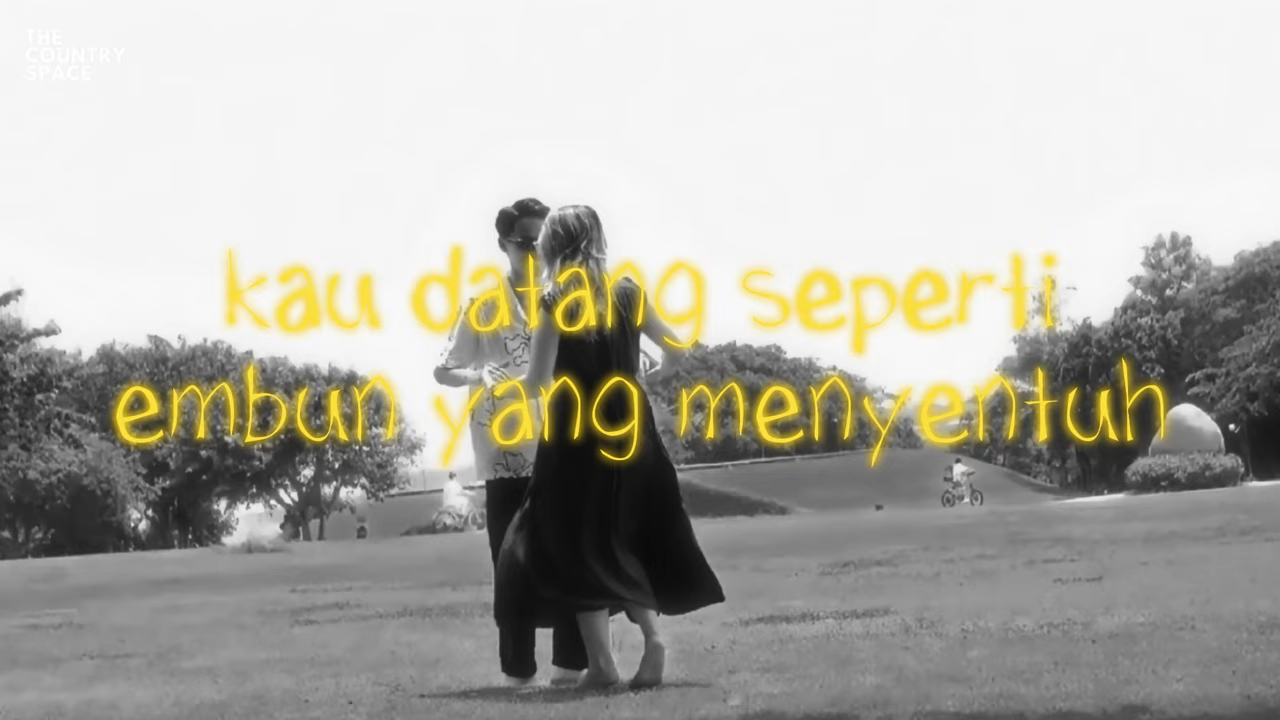 THE
COUNTRY
SPACE
kau datang seperti
embun yang menyentuh